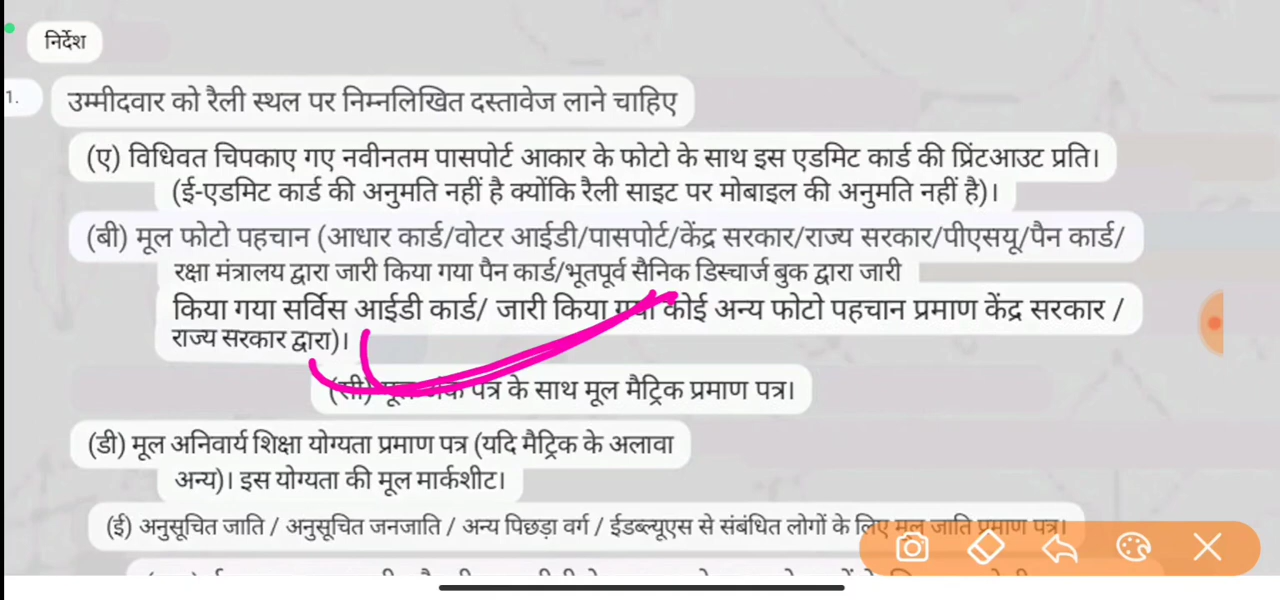 निर्देश
1. उम्मीदवार को रैली स्थल पर निम्नलिखित दस्तावेज लाने चाहिए
(ए) विधिवत चिपकाए गए नवीनतम पासपोर्ट आकार के फोटो के साथ इस एडमिट कार्ड की प्रिंटआउट प्रति।
(ई-एडमिट कार्ड की अनुमति नहीं है क्योंकि रैली साइट पर मोबाइल की अनुमति नहीं है)।
(बी) मूल फोटो पहचान (आधार कार्ड/वोटर आईडी/पासपोर्ट/केंद्र सरकार/राज्य सरकार/पीएसयू/पैन कार्ड/
रक्षा मंत्रालय द्वारा जारी किया गया पैन कार्ड/भूतपूर्व सैनिक डिस्चार्ज बुक द्वारा जारी
किया गया सर्विस आईडी कार्ड/ जारी किया गया कोई अन्य फोटो पहचान प्रमाण केंद्र सरकार /
राज्य सरकार द्वारा)।
(सी) मूल अंक पत्र के साथ मूल मैट्रिक प्रमाण पत्र।
(डी) मूल अनिवार्य शिक्षा योग्यता प्रमाण पत्र (यदि मैट्रिक के अलावा
अन्य)। इस योग्यता की मूल मार्कशीट।
(ई) अनुसूचित जाति / अनुसूचित जनजाति / अन्य पिछड़ा वर्ग / ईडब्ल्यूएस से संबंधित लोगों के लिए मूल जाति प्रमाण पत्र।